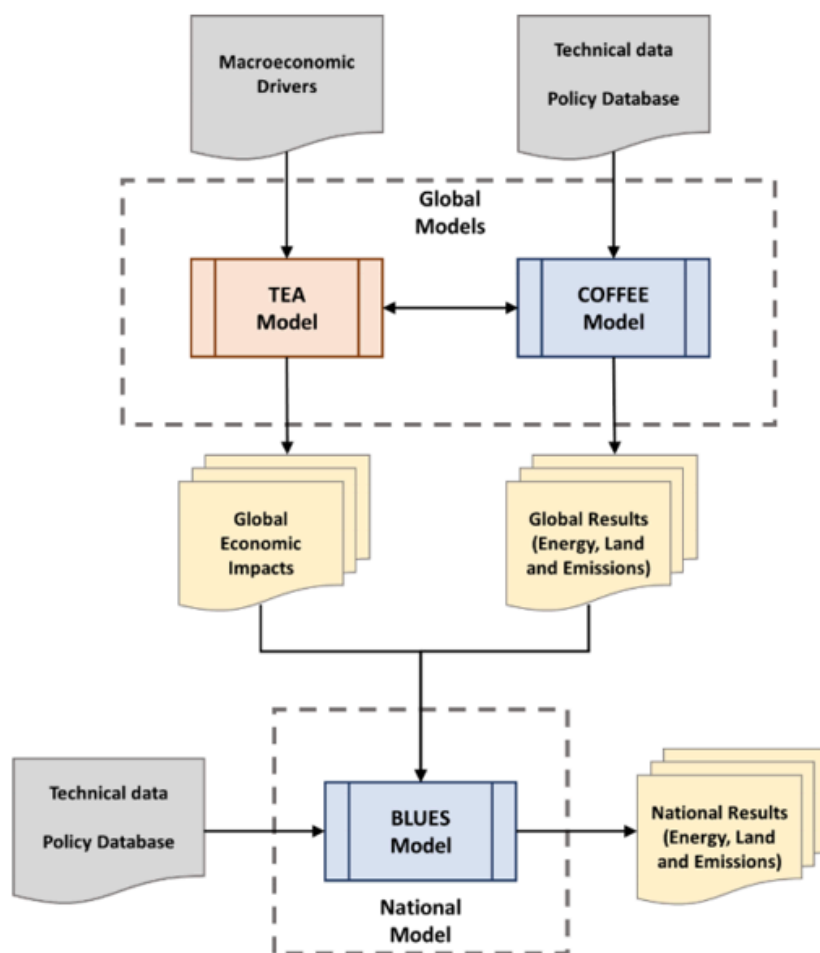 Macroeconomic
Drivers
Technical data
Policy Database
Global
Models
TEA
Model
COFFEE
Model
Global
Economic
Impacts
Global Results
(Energy, Land
and Emissions)
Technical data
Policy Database
BLUES
Model
National Results
(Energy, Land
and Emissions)
National
Model